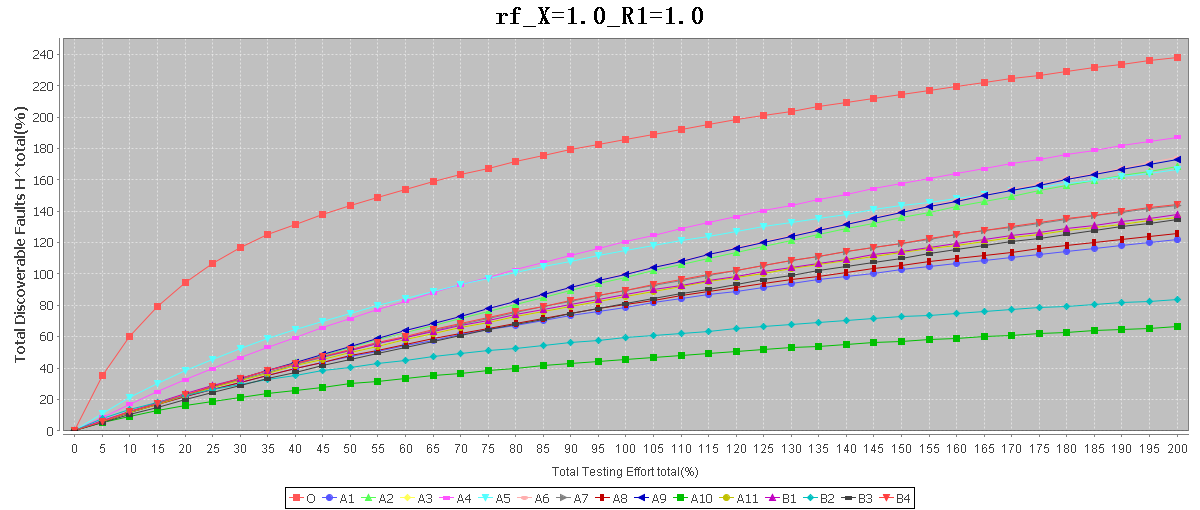 rf_X=1.0_R1=1.0
Total Discoverable Faults H^total(%)
240
220
200
180
160
140
120
100
80
60
40
20
0
0 5 10 15 20 25 30 35 40 45 50 55 60 65 70 75 80 85 90 95 100 105 110 115 120 125 130 135 140 145 150 155 160 165 170 175 180 185 190 195 200
Total Testing Effort total(%)
O A1 A2 A3 A4 A5 A6 A7 A8 A9 A10 A11 B1 B2 B3 B4